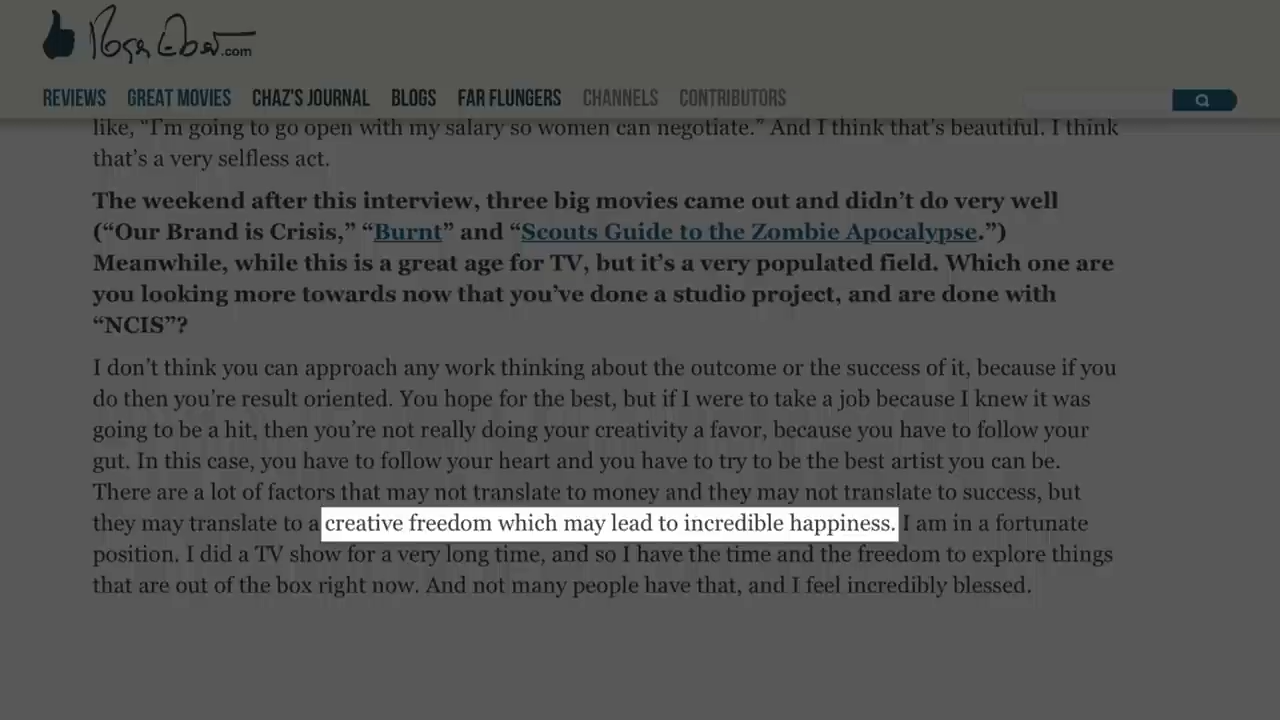 Roger Ebert.com
REVIEWS GREAT MOVIES CHAZ'S JOURNAL BLOGS FAR FLUNGERS CHANNELS CONTRIBUTORS
like, “I’m going to go open with my salary so women can negotiate.” And I think that’s beautiful. I think
that’s a very selfless act.
The weekend after this interview, three big movies came out and didn’t do very well
(“Our Brand is Crisis,” “Burnt” and “Scouts Guide to the Zombie Apocalypse.”)
Meanwhile, while this is a great age for TV, but it’s a very populated field. Which one are
you looking more towards now that you’ve done a studio project, and are done with
“NCIS”?
I don’t think you can approach any work thinking about the outcome or the success of it, because if you
do then you’re result oriented. You hope for the best, but if I were to take a job because I knew it was
going to be a hit, then you’re not really doing your creativity a favor, because you have to follow your
gut. In this case, you have to follow your heart and you have to try to be the best artist you can be.
There are a lot of factors that may not translate to money and they may not translate to success, but
they may translate to a creative freedom which may lead to incredible happiness. I am in a fortunate
position. I did a TV show for a very long time, and so I have the time and the freedom to explore things
that are out of the box right now. And not many people have that, and I feel incredibly blessed.